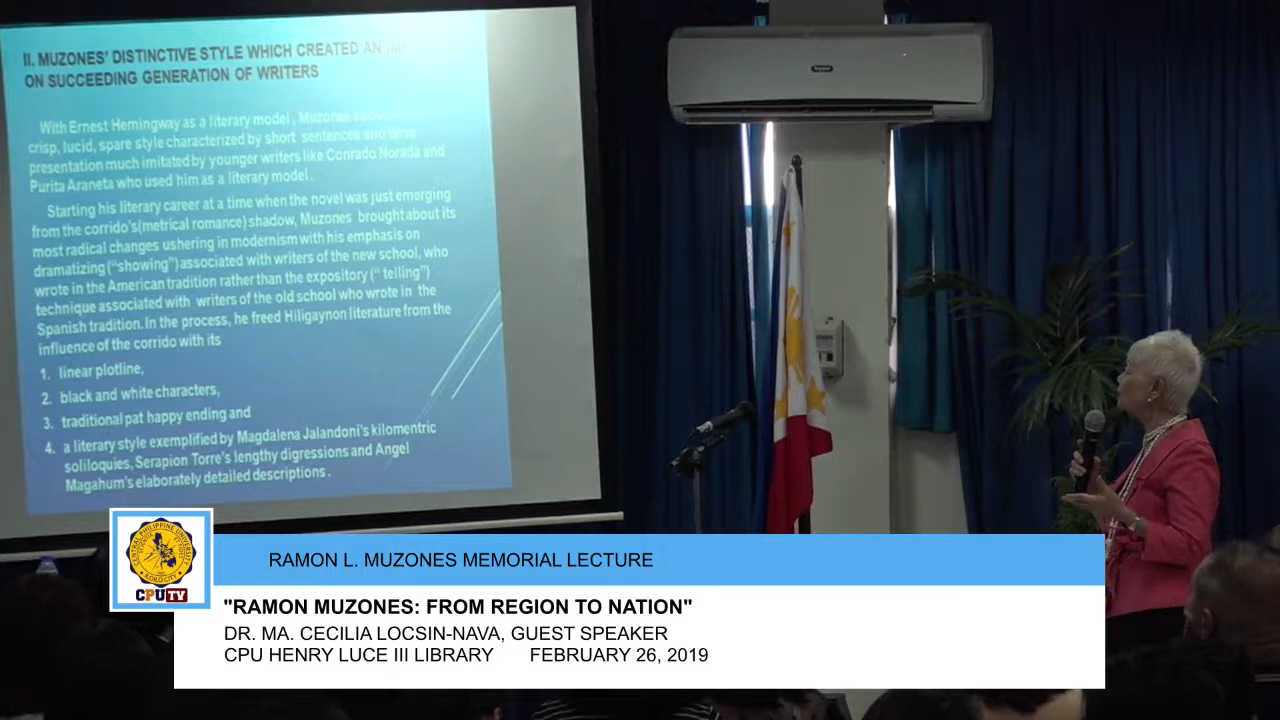 II. MUZONES' DISTINCTIVE STYLE WHICH CREATED AN
ON SUCCEEDING GENERATION OF WRITERS
With Ernest Hemingway as a literary model , Muzones
crisp, lucid, spare style characterized by short sentences and
presentation much imitated by younger writers like Conrado Norada and
Purita Araneta who used him as a literary model .
Starting his literary career at a time when the novel was just emerging
from the corrido's(metrical romance) shadow, Muzones brought about its
most radical changes ushering in modernism with his emphasis on
dramatizing ("showing") associated with writers of the new school, who
wrote in the American tradition rather than the expository (" telling")
technique associated with writers of the old school who wrote in the
Spanish tradition. In the process, he freed Hiligaynon literature from the
influence of the corrido with its
1. linear plotline,
2. black and white characters,
3. traditional pat happy ending and
4. a literary style exemplified by Magdalena Jalandoni's kilomentric
soliloquies, Serapion Torre's lengthy digressions and Angel
Magahum's elaborately detailed descriptions .
CENTRAL PHILIPPINE UNIVERSITY
ILOILO CITY
CPUTV
RAMON L. MUZONES MEMORIAL LECTURE
"RAMON MUZONES: FROM REGION TO NATION"
DR. MA. CECILIA LOCSIN-NAVA, GUEST SPEAKER
CPU HENRY LUCE III LIBRARY FEBRUARY 26, 2019